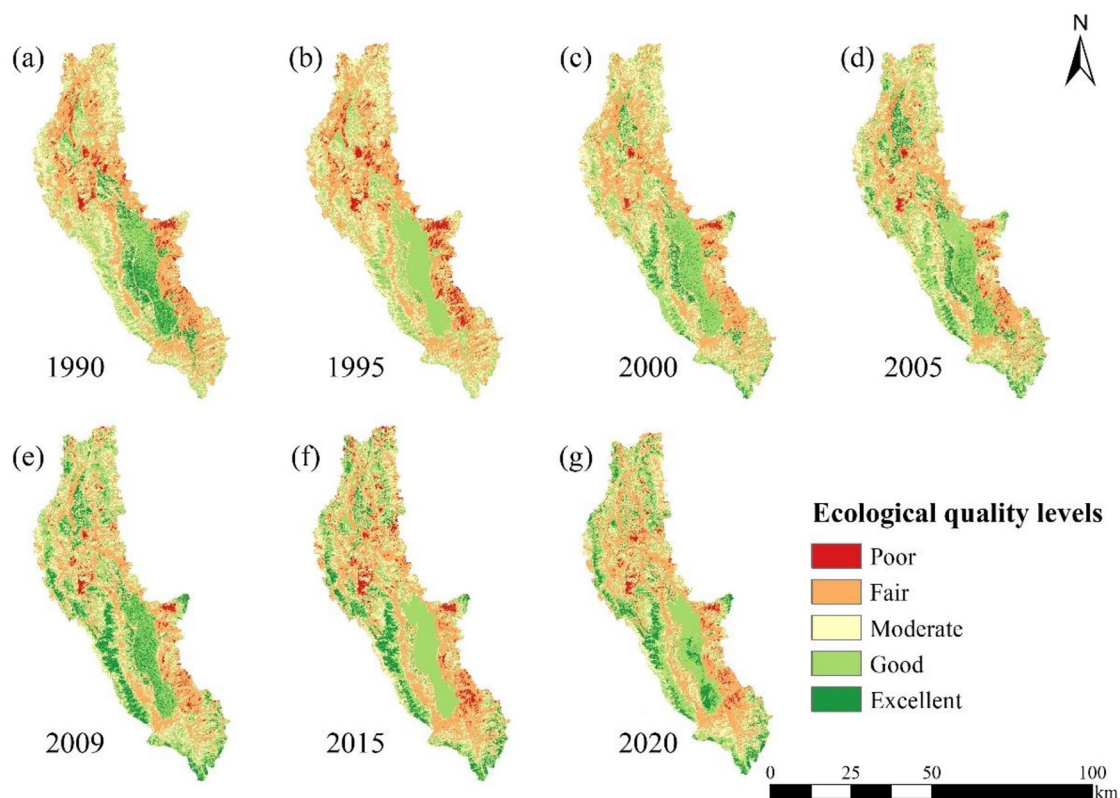 N
(a)
(b)
(c)
(d)
1990
1995
2000
2005
(e)
(f)
(g)
Ecological quality levels
Poor
Fair
Moderate
Good
Excellent
2009
2015
2020
0 25 50 100
km